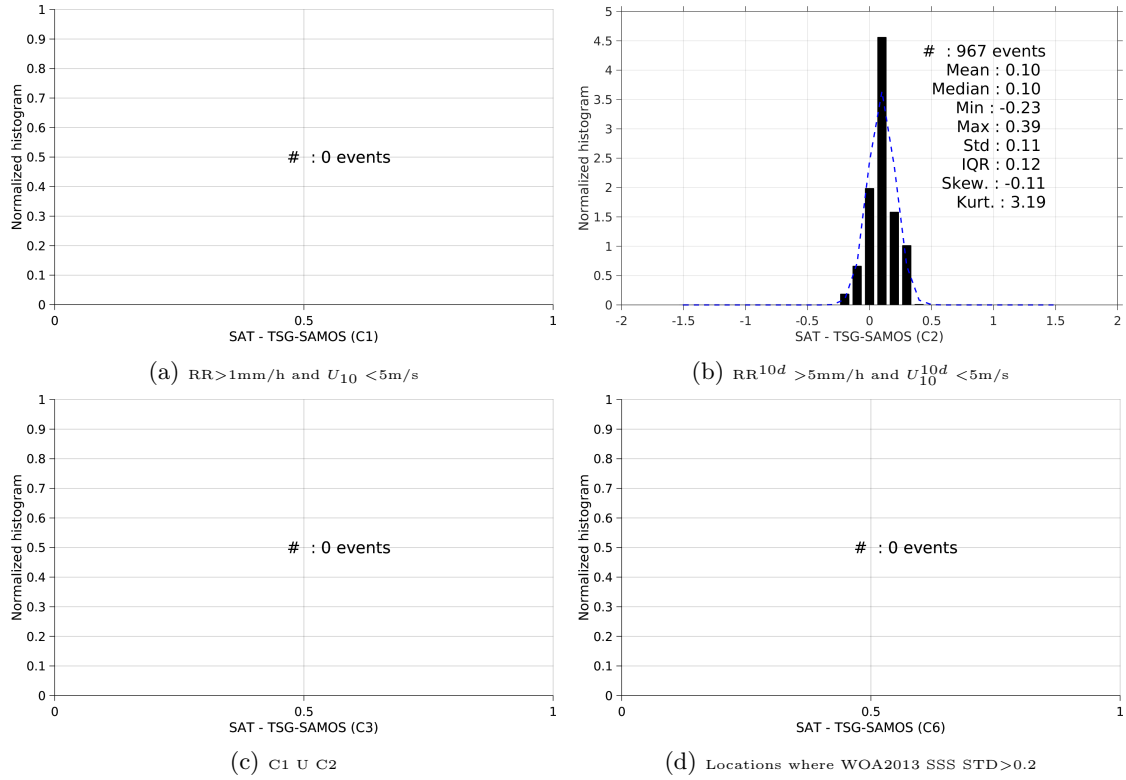 1
0.9
0.8
0.7
0.6
0.5
0.4
0.3
0.2
0.1
0
Normalized histogram
# : 0 events
0 0.5 1
SAT - TSG-SAMOS (C1)
(a) RR>1mm/h and U10 <5m/s
5
4.5
4
3.5
3
2.5
2
1.5
1
0.5
0
Normalized histogram
# : 967 events
Mean : 0.10
Median : 0.10
Min : -0.23
Max : 0.39
Std : 0.11
IQR : 0.12
Skew. : -0.11
Kurt. : 3.19
-2 -1.5 -1 -0.5 0 0.5 1 1.5 2
SAT - TSG-SAMOS (C2)
(b) RR^10d >5mm/h and U10^10d <5m/s
1
0.9
0.8
0.7
0.6
0.5
0.4
0.3
0.2
0.1
0
Normalized histogram
# : 0 events
0 0.5 1
SAT - TSG-SAMOS (C3)
(c) C1 U C2
1
0.9
0.8
0.7
0.6
0.5
0.4
0.3
0.2
0.1
0
Normalized histogram
# : 0 events
0 0.5 1
SAT - TSG-SAMOS (C6)
(d) Locations where WOA2013 SSS STD>0.2